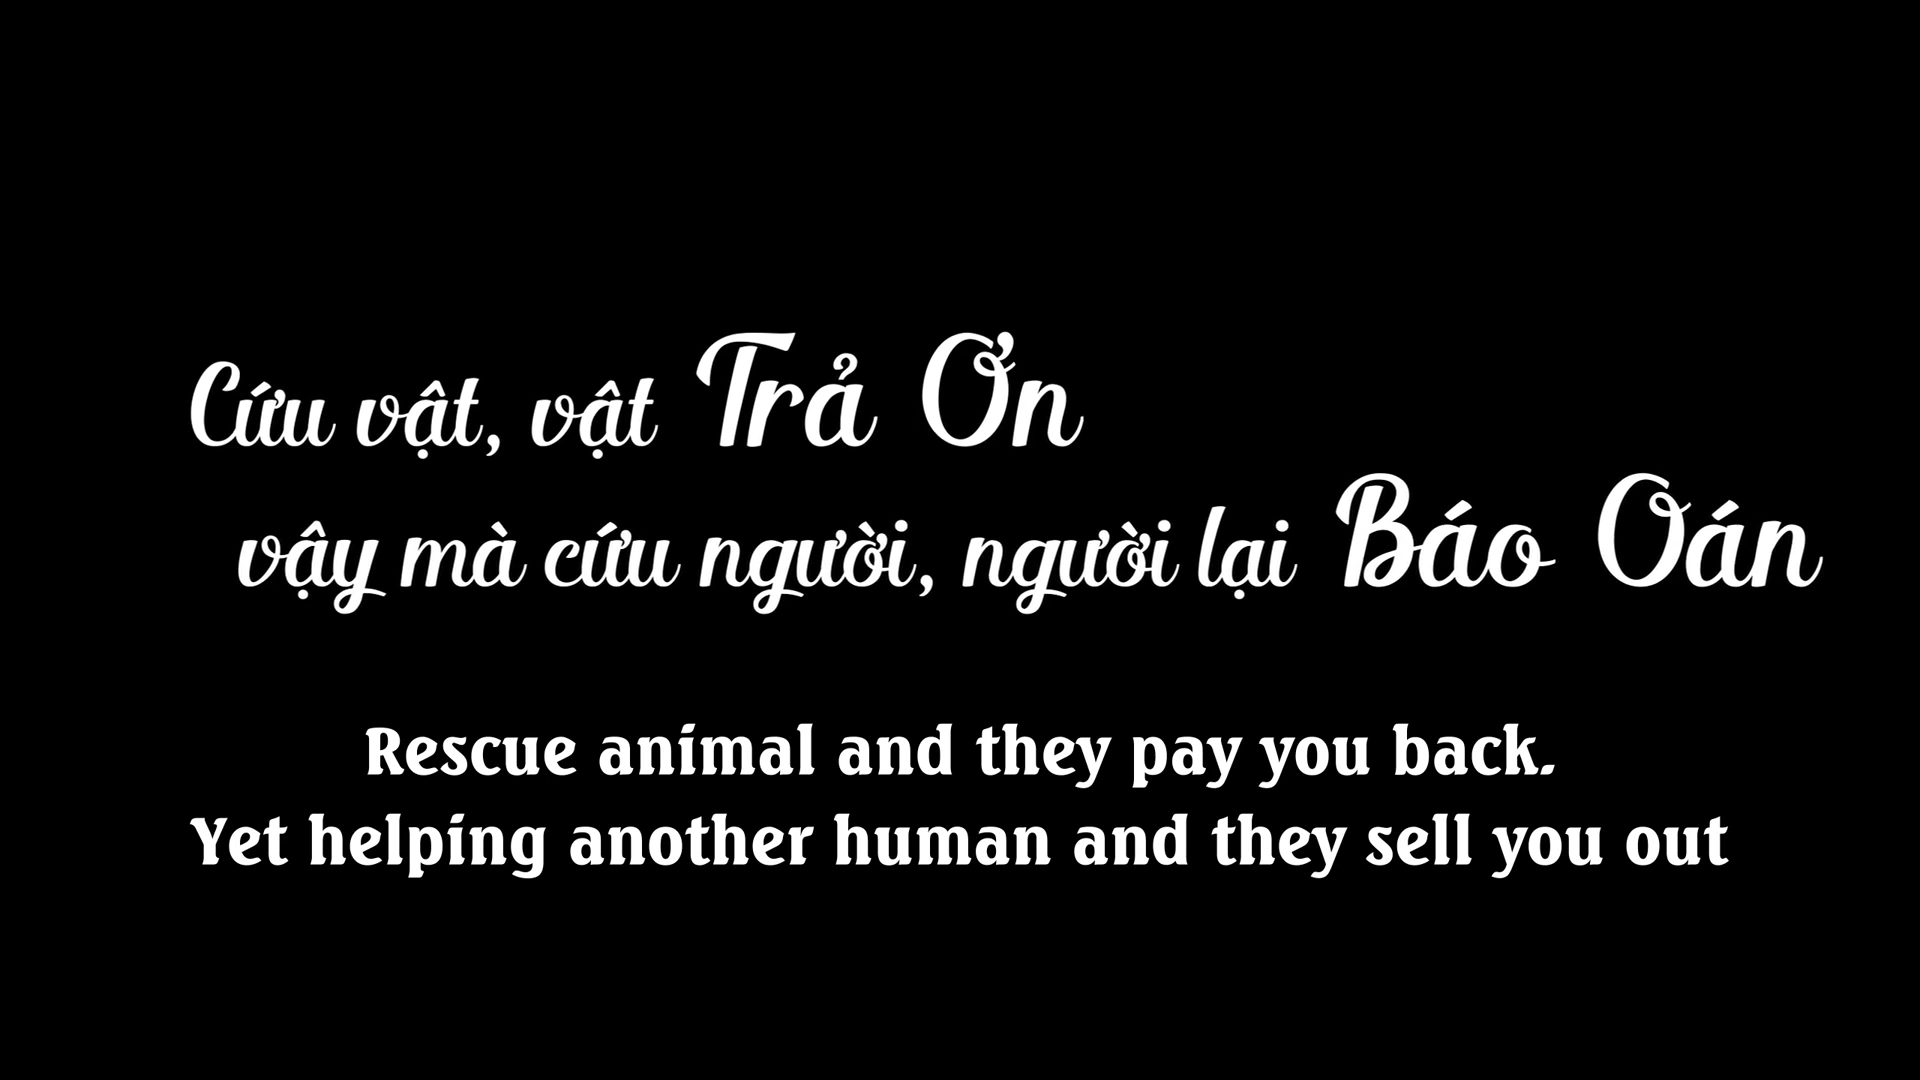 Cứu vật, vật Trả Ơn
vậy mà cứu người, người lại Báo Oán
Rescue animal and they pay you back.
Yet helping another human and they sell you out